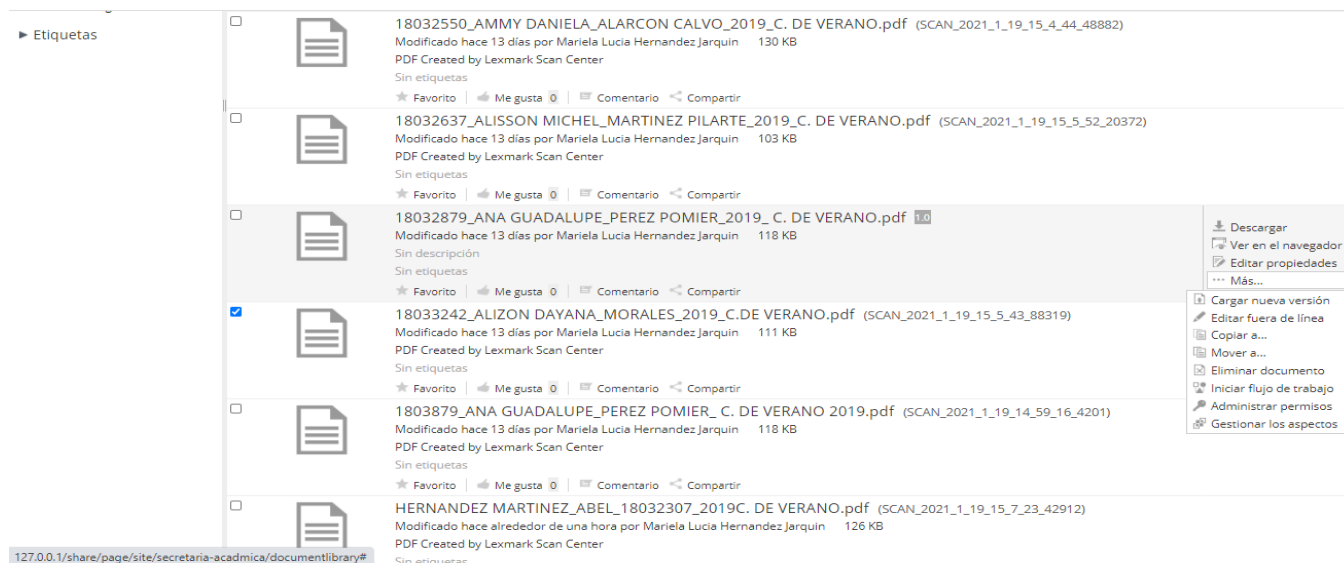 Etiquetas
18032550_AMMY DANIELA_ALARCON CALVO_2019_C. DE VERANO.pdf (SCAN_2021_1_19_15_4_44_48882)
Modificado hace 13 días por Mariela Lucia Hernandez Jarquin 130 KB
PDF Created by Lexmark Scan Center
Sin etiquetas
Favorito Me gusta 0 Comentario Compartir
18032637_ALISSON MICHEL_MARTINEZ PILARTE_2019_C. DE VERANO.pdf (SCAN_2021_1_19_15_5_52_20372)
Modificado hace 13 días por Mariela Lucia Hernandez Jarquin 103 KB
PDF Created by Lexmark Scan Center
Sin etiquetas
Favorito Me gusta 0 Comentario Compartir
18032879_ANA GUADALUPE_PEREZ POMIER_2019_ C. DE VERANO.pdf 1.0
Modificado hace 13 días por Mariela Lucia Hernandez Jarquin 118 KB
Sin descripción
Sin etiquetas
Favorito Me gusta 0 Comentario Compartir
Descargar
Ver en el navegador
Editar propiedades
Más...
Cargar nueva versión
Editar fuera de línea
Copiar a...
Mover a...
Eliminar documento
Iniciar flujo de trabajo
Administrar permisos
Gestionar los aspectos
18033242_ALIZON DAYANA_MORALES_2019_C.DE VERANO.pdf (SCAN_2021_1_19_15_5_43_88319)
Modificado hace 13 días por Mariela Lucia Hernandez Jarquin 111 KB
PDF Created by Lexmark Scan Center
Sin etiquetas
Favorito Me gusta 0 Comentario Compartir
1803879_ANA GUADALUPE_PEREZ POMIER_ C. DE VERANO 2019.pdf (SCAN_2021_1_19_14_59_16_4201)
Modificado hace 13 días por Mariela Lucia Hernandez Jarquin 118 KB
PDF Created by Lexmark Scan Center
Sin etiquetas
Favorito Me gusta 0 Comentario Compartir
HERNANDEZ MARTINEZ_ABEL_18032307_2019C. DE VERANO.pdf (SCAN_2021_1_19_15_7_23_42912)
Modificado hace alrededor de una hora por Mariela Lucia Hernandez Jarquin 126 KB
PDF Created by Lexmark Scan Center
Sin etiquetas
127.0.0.1/share/page/site/secretaria-acadmica/documentlibrary#